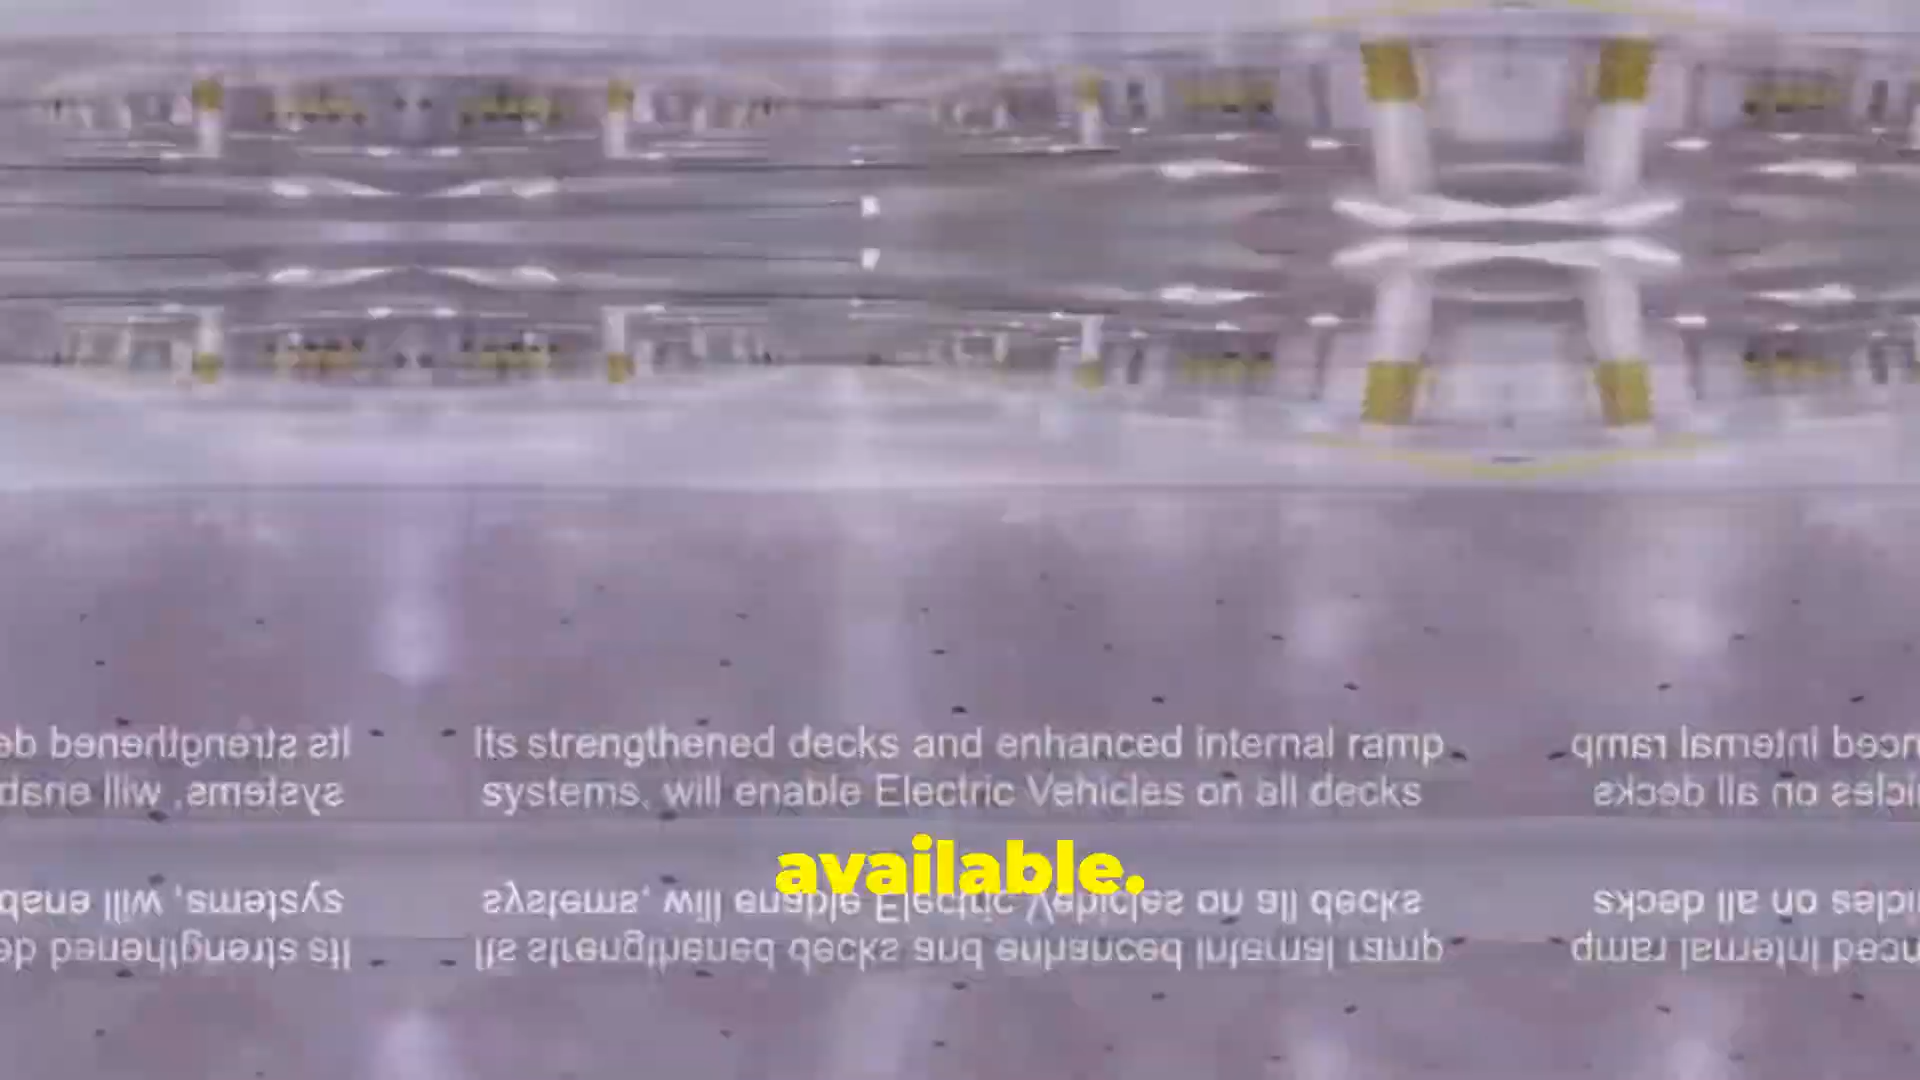 Its strengthened decks and enhanced internal ramp
systems, will enable Electric Vehicles on all decks
available.